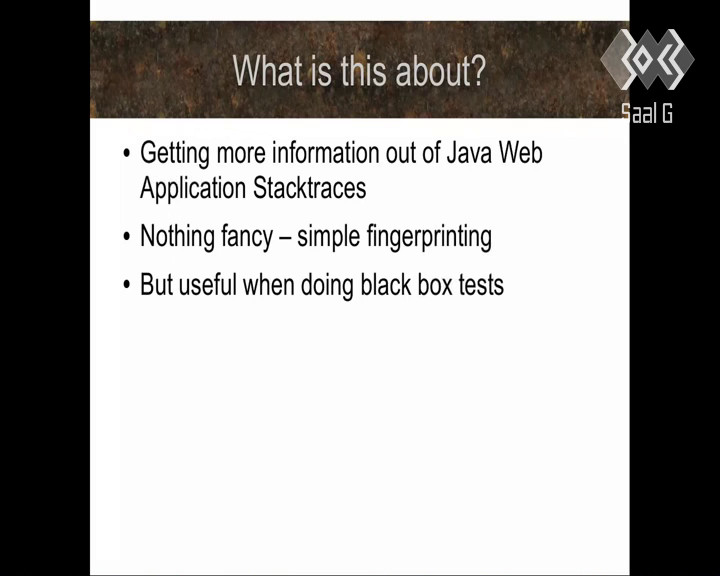 What is this about?
Saal G
• Getting more information out of Java Web
Application Stacktraces
• Nothing fancy – simple fingerprinting
• But useful when doing black box tests